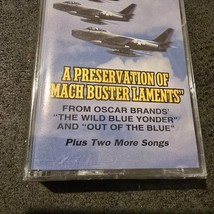 A PRESERVATION OF
MACH BUSTER LAMENTS"
FROM OSCAR BRANDS'
"THE WILD BLUE YONDER"
AND "OUT OF THE BLUE"
Plus Two More Songs